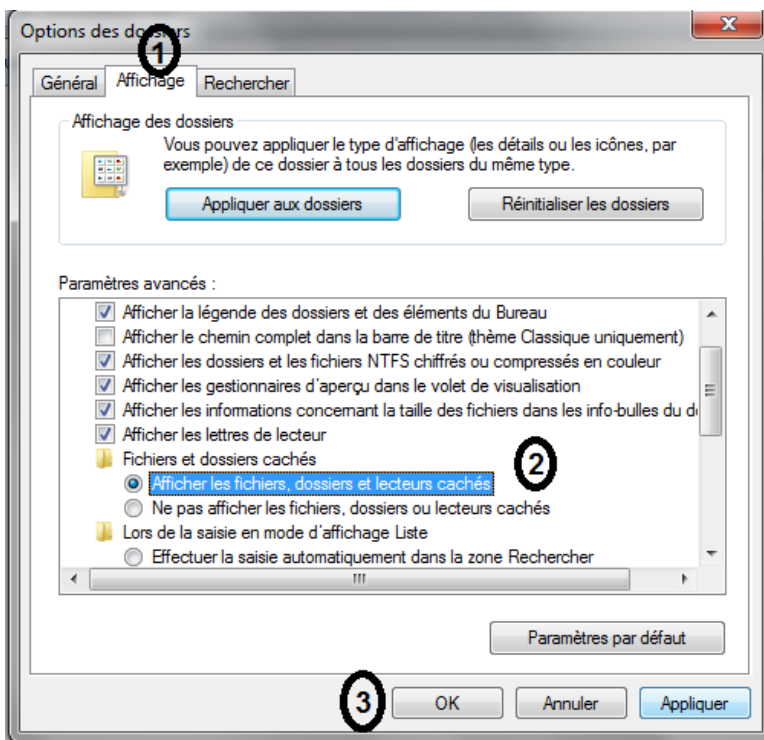 Options des dossiers
1
Général Affichage Rechercher
Affichage des dossiers
Vous pouvez appliquer le type d'affichage (les détails ou les icônes, par
exemple) de ce dossier à tous les dossiers du même type.
Appliquer aux dossiers Réinitialiser les dossiers
Paramètres avancés :
Afficher la légende des dossiers et des éléments du Bureau
Afficher le chemin complet dans la barre de titre (thème Classique uniquement)
Afficher les dossiers et les fichiers NTFS chiffrés ou compressés en couleur
Afficher les gestionnaires d'aperçu dans le volet de visualisation
Afficher les informations concernant la taille des fichiers dans les info-bulles du
Afficher les lettres de lecteur
Fichiers et dossiers cachés
2
Afficher les fichiers, dossiers et lecteurs cachés
Ne pas afficher les fichiers, dossiers ou lecteurs cachés
Lors de la saisie en mode d'affichage Liste
Effectuer la saisie automatiquement dans la zone Rechercher
Paramètres par défaut
3 OK Annuler Appliquer